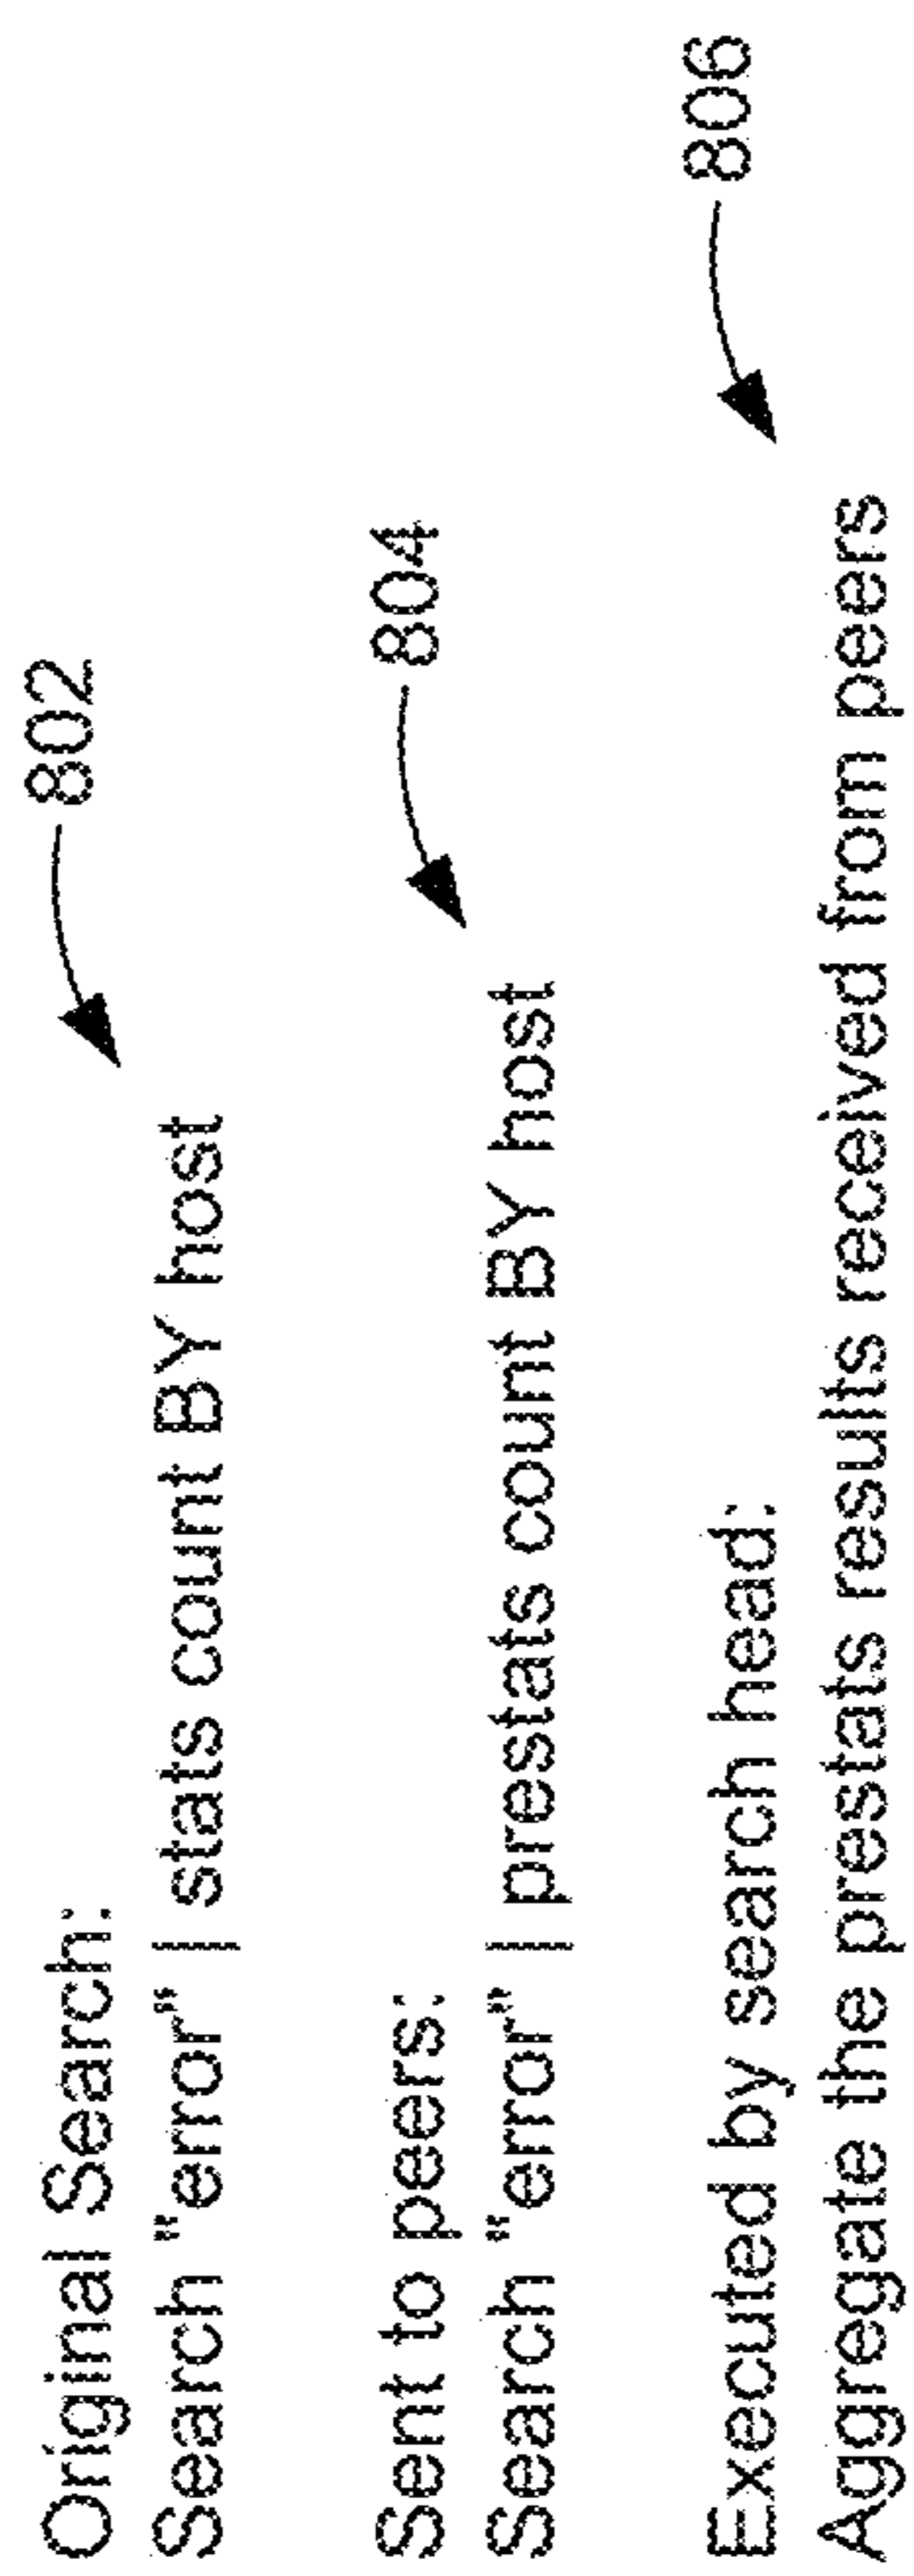 Original Search: 802
Search "error" | stats count BY host
Sent to peers: 804
Search "error" | prestats count BY host
Executed by search head: 806
Aggregate the prestats results received from peers